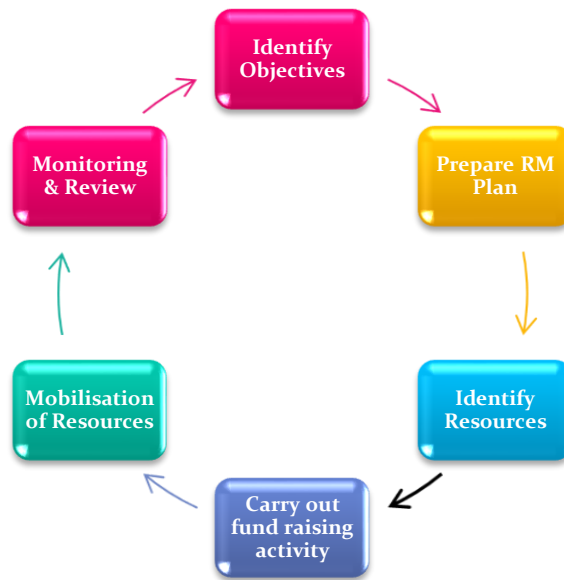 Identify
Objectives
Prepare RM
Plan
Identify
Resources
Carry out
fund raising
activity
Mobilisation
of Resources
Monitoring
& Review